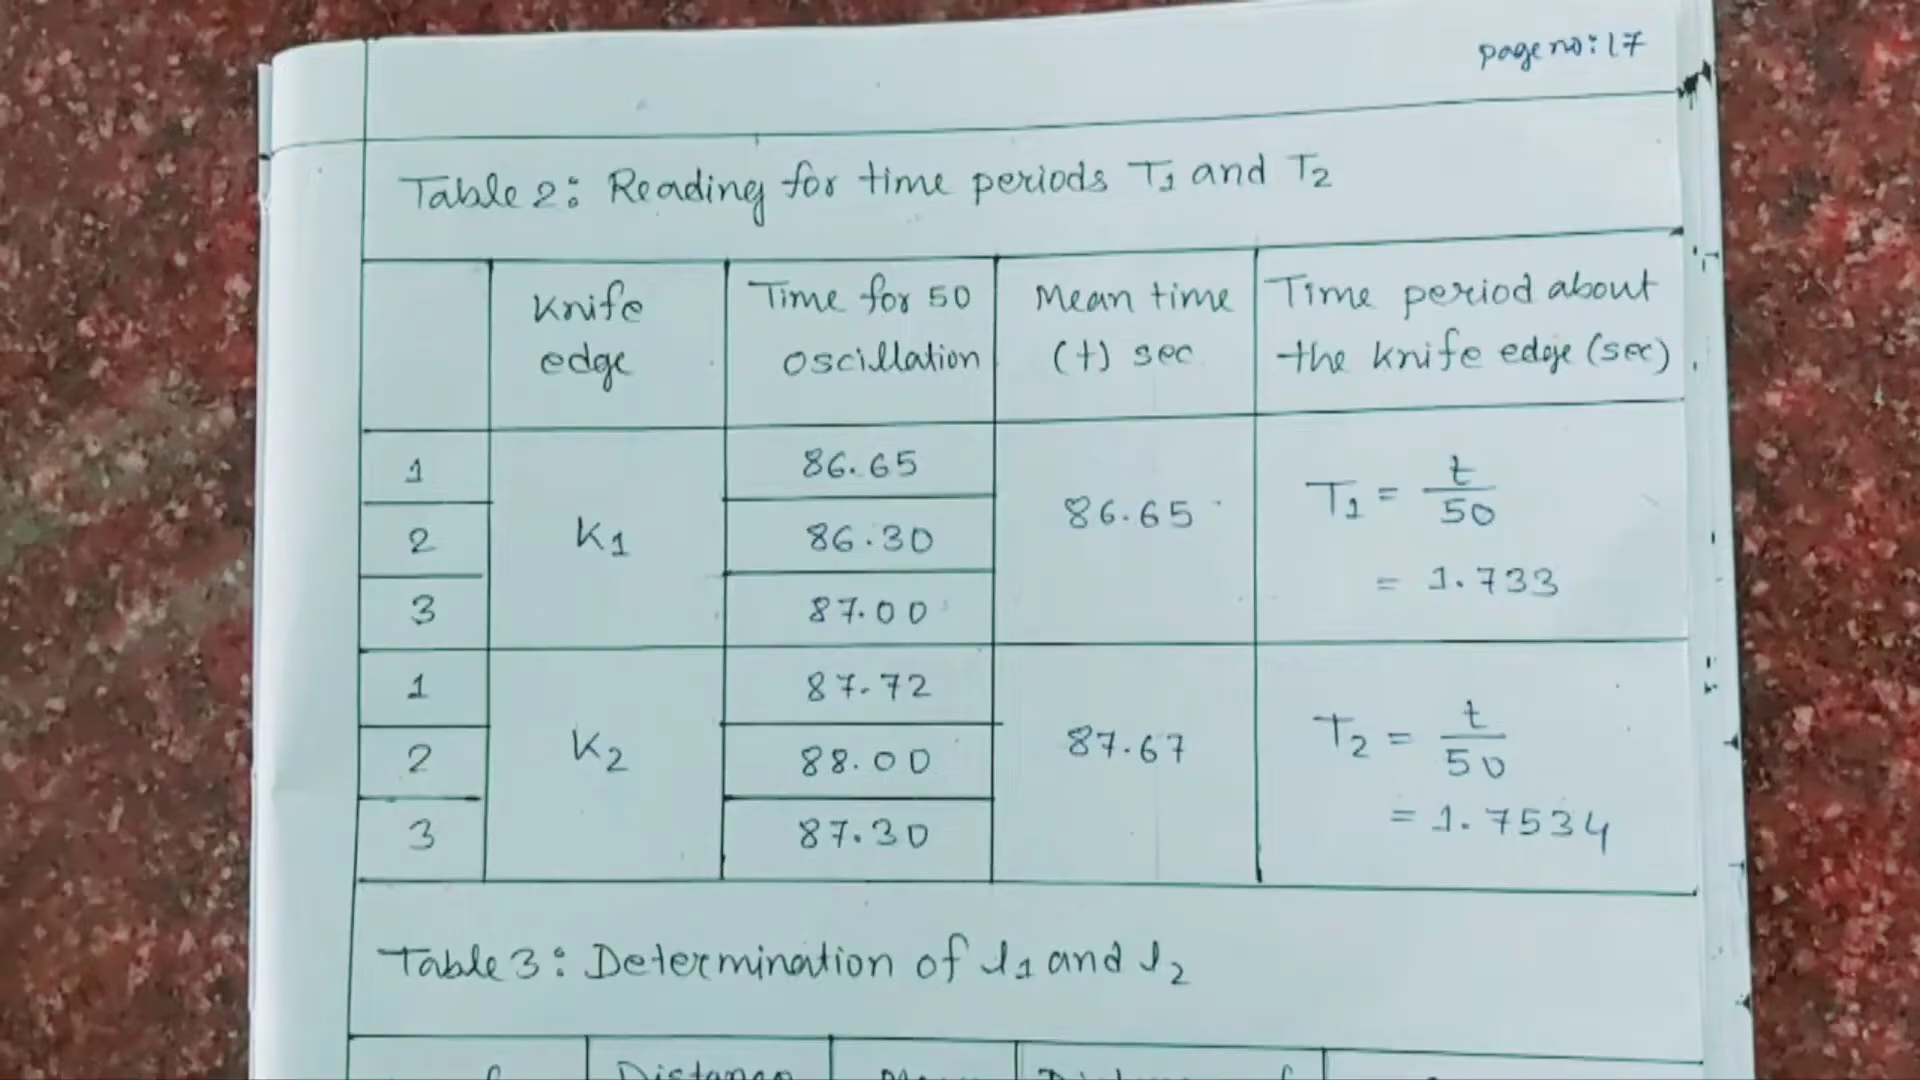 page no: 17
Table 2: Reading for time periods T1 and T2
Knife edge
Time for 50 oscillation
Mean time (t) sec
Time period about the knife edge (sec)
1
K1
86.65
86.65
T1 = t/50
2
86.30
= 1.733
3
87.00
1
K2
87.72
87.67
T2 = t/50
2
88.00
= 1.7534
3
87.30
Table 3: Determination of l1 and l2
Distance